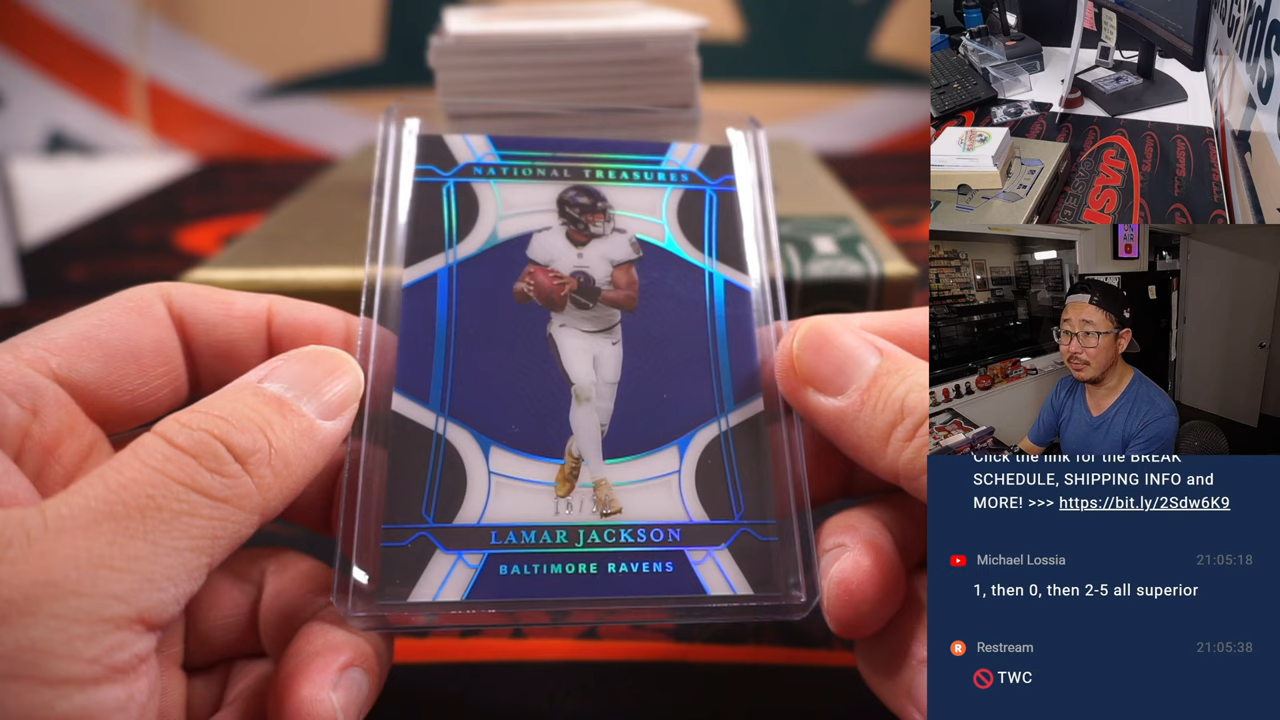 NATIONAL TREASURES
LAMAR JACKSON
BALTIMORE RAVENS
ON
AIR
Click the link for the BREAK
SCHEDULE, SHIPPING INFO and
MORE! >>> https://bit.ly/2Sdw6K9
Michael Lossia 21:05:18
1, then 0, then 2-5 all superior
R Restream 21:05:38
🚫 TWC